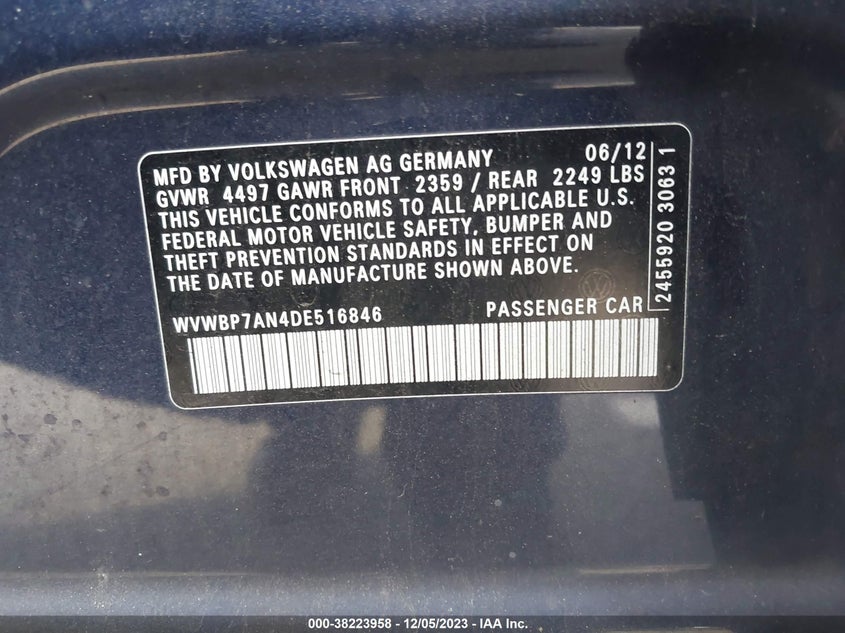 MFD BY VOLKSWAGEN AG GERMANY 06/12
GVWR 4497 GAWR FRONT 2359 / REAR 2249 LBS
THIS VEHICLE CONFORMS TO ALL APPLICABLE U.S.
FEDERAL MOTOR VEHICLE SAFETY, BUMPER AND
THEFT PREVENTION STANDARDS IN EFFECT ON
THE DATE OF MANUFACTURE SHOWN ABOVE.
WVWBP7AN4DE516846 PASSENGER CAR
2455920 3063 1
000-38223958 - 12/05/2023 - IAA Inc.